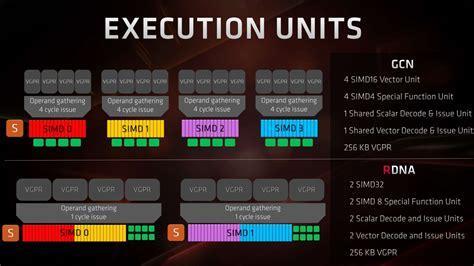 EXECUTION UNITS
VGPR VGPR VGPR VGPR VGPR VGPR VGPR VGPR VGPR VGPR VGPR VGPR VGPR VGPR VGPR VGPR
Operand gathering Operand gathering Operand gathering Operand gathering
4 cycle issue 4 cycle issue 4 cycle issue 4 cycle issue
S SIMD 0 SIMD 1 SIMD 2 SIMD 3
GCN
4 SIMD16 Vector Unit
4 SIMD4 Special Function Unit
1 Shared Scalar Decode & Issue Unit
1 Shared Vector Decode & Issue Unit
256 KB VGPR
VGPR VGPR VGPR VGPR VGPR VGPR VGPR VGPR
Operand gathering Operand gathering
1 cycle issue 1 cycle issue
S SIMD 0 S SIMD 1
RDNA
2 SIMD32
2 SIMD 8 Special Function Unit
2 Scalar Decode and Issue Units
2 Vector Decode and Issue Units
256 KB VGPR